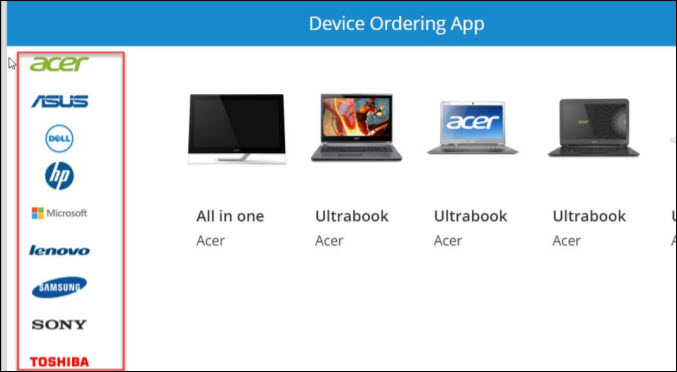 Device Ordering App
acer
ASUS
DELL
hp
Microsoft
lenovo
SAMSUNG
SONY
TOSHIBA
acer
All in one
Acer
Ultrabook
Acer
Ultrabook
Acer
Ultrabook
Acer